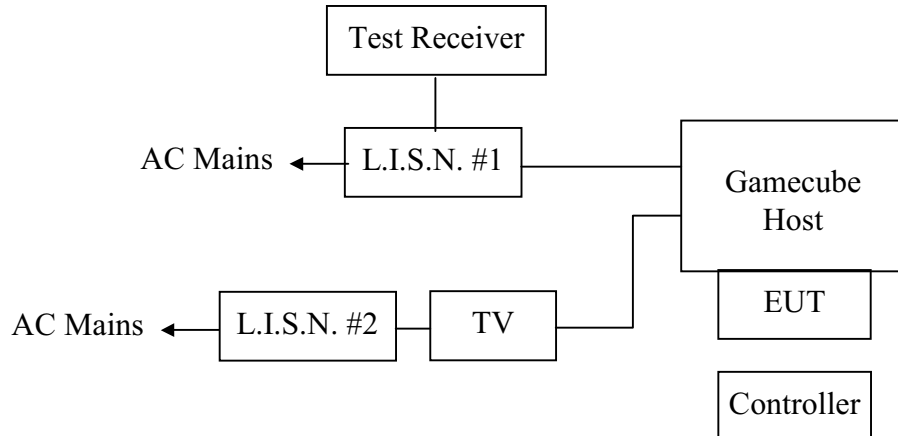 Test Receiver
AC Mains
L.I.S.N. #1
Gamecube
Host
EUT
AC Mains
L.I.S.N. #2
TV
Controller